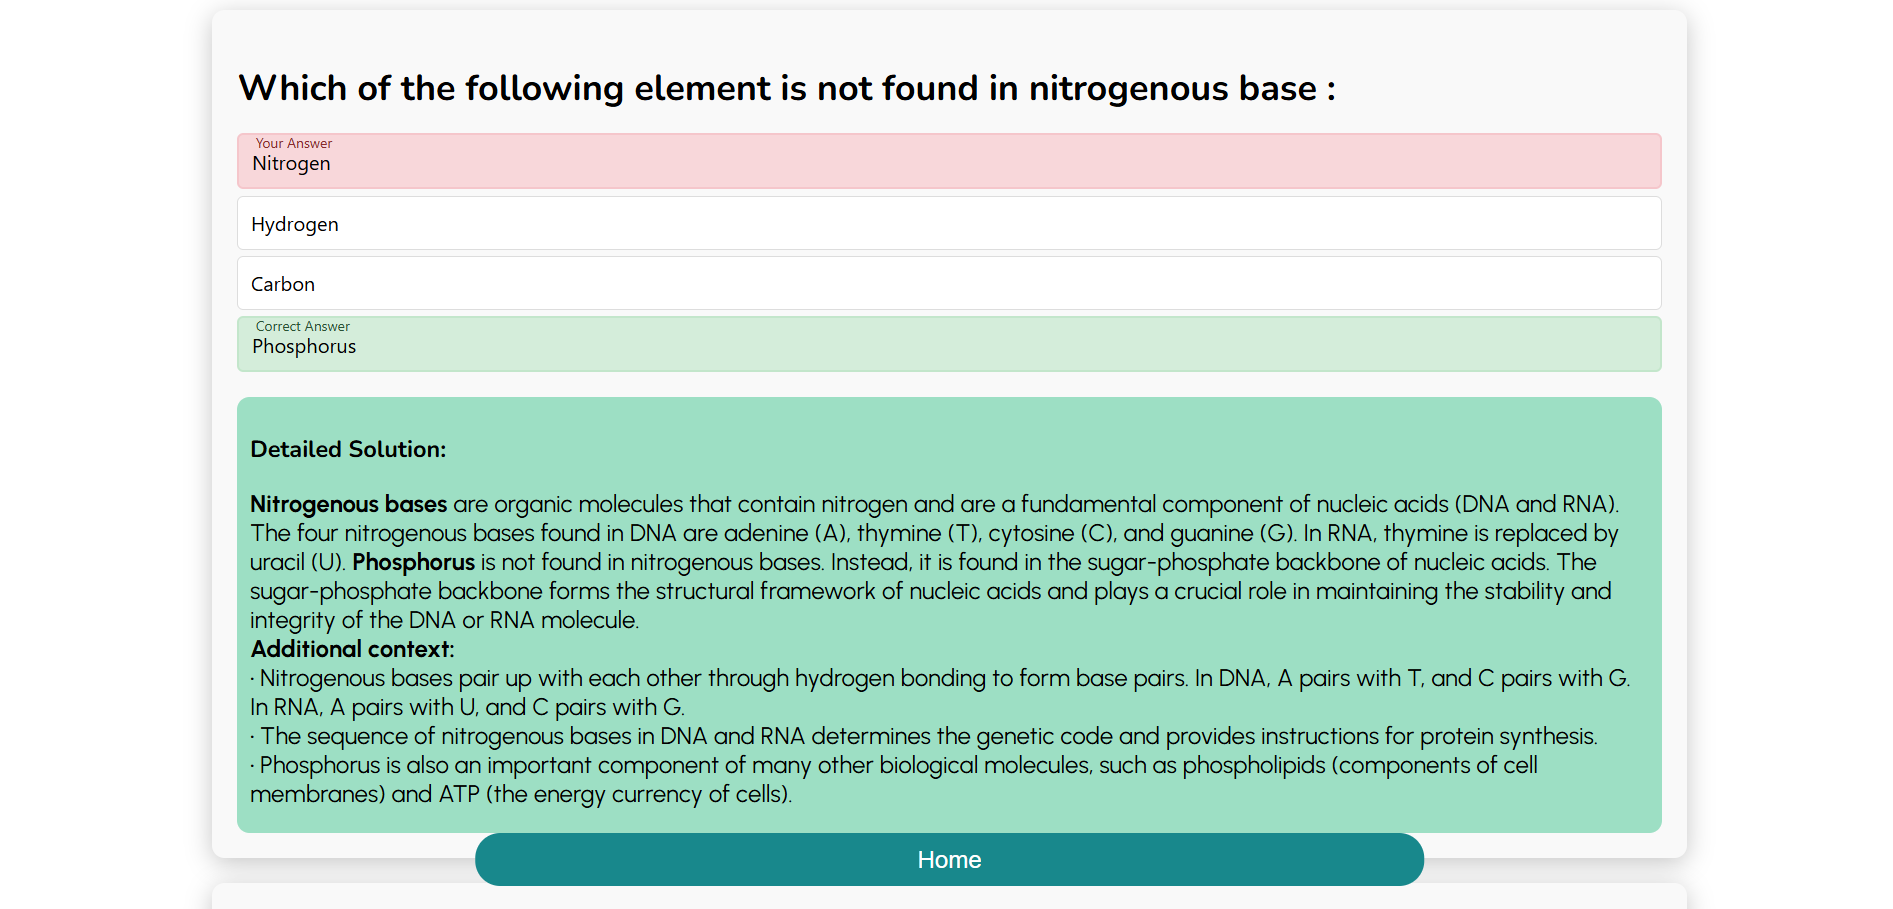 Which of the following element is not found in nitrogenous base :
Your Answer
Nitrogen
Hydrogen
Carbon
Correct Answer
Phosphorus
Detailed Solution:
Nitrogenous bases are organic molecules that contain nitrogen and are a fundamental component of nucleic acids (DNA and RNA).
The four nitrogenous bases found in DNA are adenine (A), thymine (T), cytosine (C), and guanine (G). In RNA, thymine is replaced by
uracil (U). Phosphorus is not found in nitrogenous bases. Instead, it is found in the sugar-phosphate backbone of nucleic acids. The
sugar-phosphate backbone forms the structural framework of nucleic acids and plays a crucial role in maintaining the stability and
integrity of the DNA or RNA molecule.
Additional context:
· Nitrogenous bases pair up with each other through hydrogen bonding to form base pairs. In DNA, A pairs with T, and C pairs with G.
In RNA, A pairs with U, and C pairs with G.
· The sequence of nitrogenous bases in DNA and RNA determines the genetic code and provides instructions for protein synthesis.
· Phosphorus is also an important component of many other biological molecules, such as phospholipids (components of cell
membranes) and ATP (the energy currency of cells).
Home